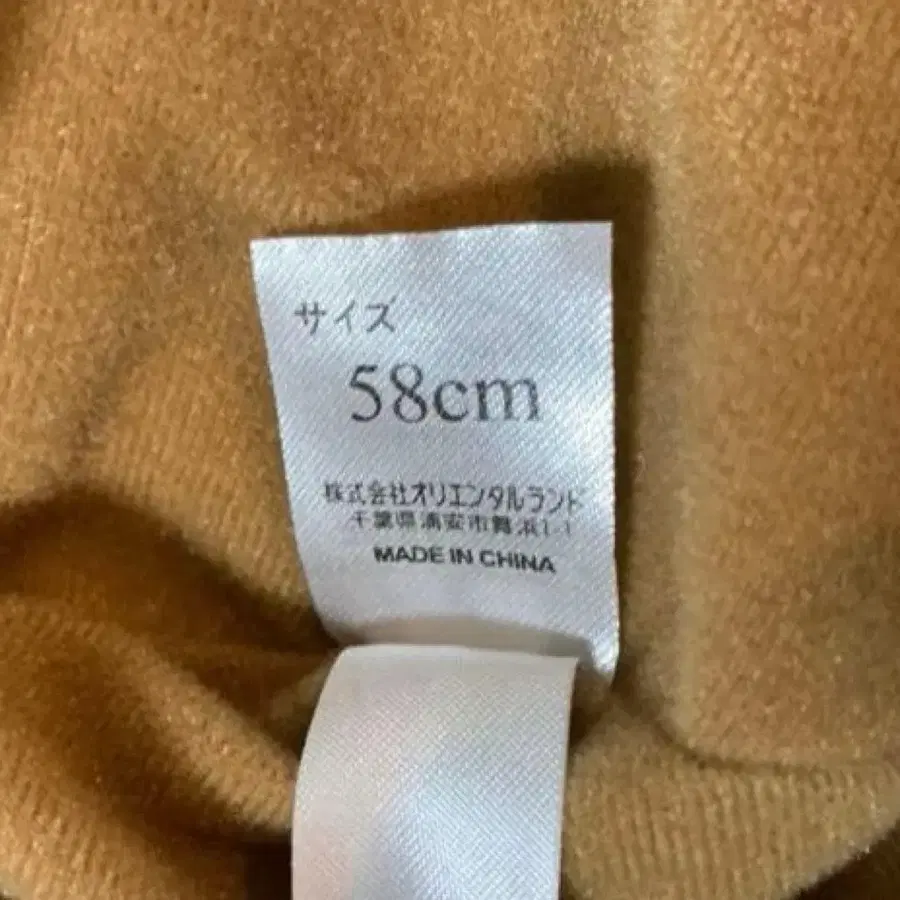 サイズ
58cm
株式会社オリエンタルランド
千葉県浦安市舞浜1-1
MADE IN CHINA